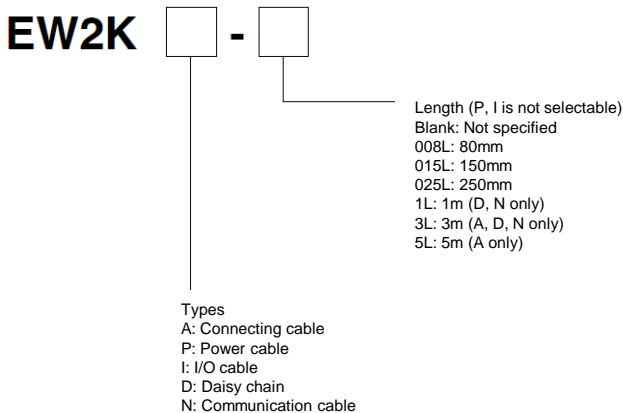 EW2K □ - □
Length (P, I is not selectable)
Blank: Not specified
008L: 80mm
015L: 150mm
025L: 250mm
1L: 1m (D, N only)
3L: 3m (A, D, N only)
5L: 5m (A only)
Types
A: Connecting cable
P: Power cable
I: I/O cable
D: Daisy chain
N: Communication cable